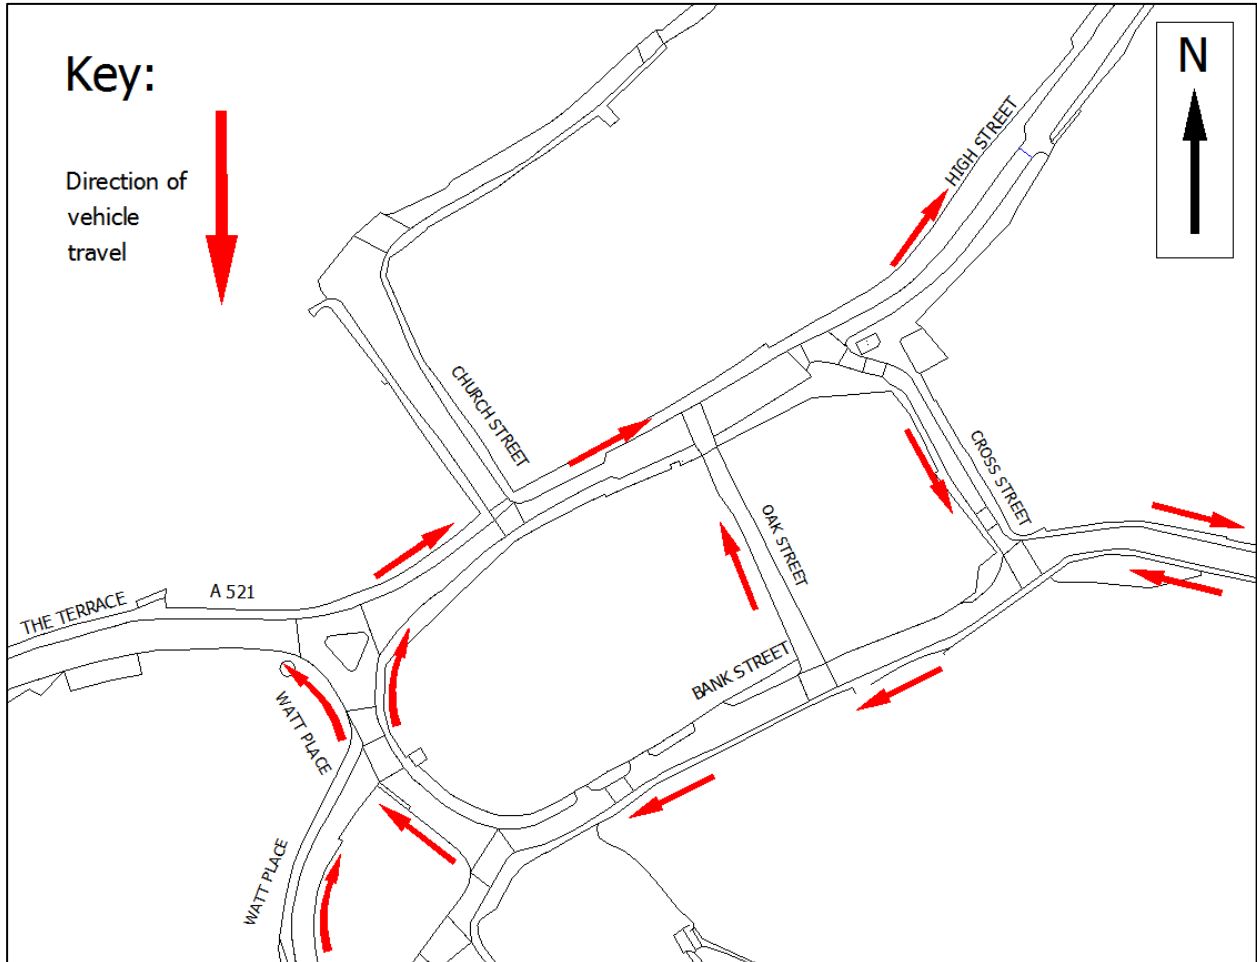 Key:
N
Direction of
vehicle
travel
HIGH STREET
CHURCH STREET
CROSS STREET
OAK STREET
A 521
THE TERRACE
BANK STREET
WATT PLACE
WATT PLACE